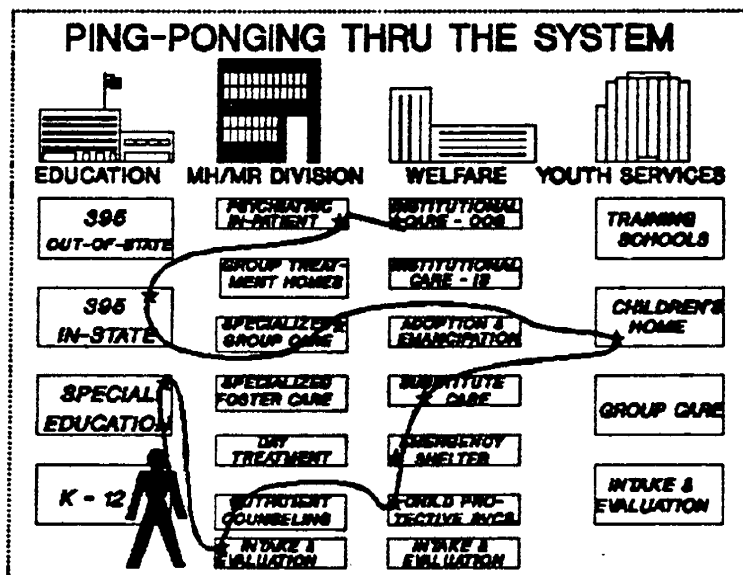 PING-PONGING THRU THE SYSTEM
EDUCATION
MH/MR DIVISION
WELFARE
YOUTH SERVICES
395
OUT-OF-STATE
395
IN-STATE
SPECIAL
EDUCATION
K - 12
PSYCHIATRIC
IN-PATIENT
GROUP TREAT-
MENT HOMES
SPECIALIZED
GROUP CARE
SPECIALIZED
FOSTER CARE
DAY
TREATMENT
OUTPATIENT
COUNSELING
INTAKE &
EVALUATION
INSTITUTIONAL
CARE - OOS
INSTITUTIONAL
CARE - IS
ADOPTION &
EMANCIPATION
SUBSTITUTE
CARE
EMERGENCY
SHELTER
CHILD PRO-
TECTIVE SVCS.
INTAKE &
EVALUATION
TRAINING
SCHOOLS
CHILDREN'S
HOME
GROUP CARE
INTAKE &
EVALUATION